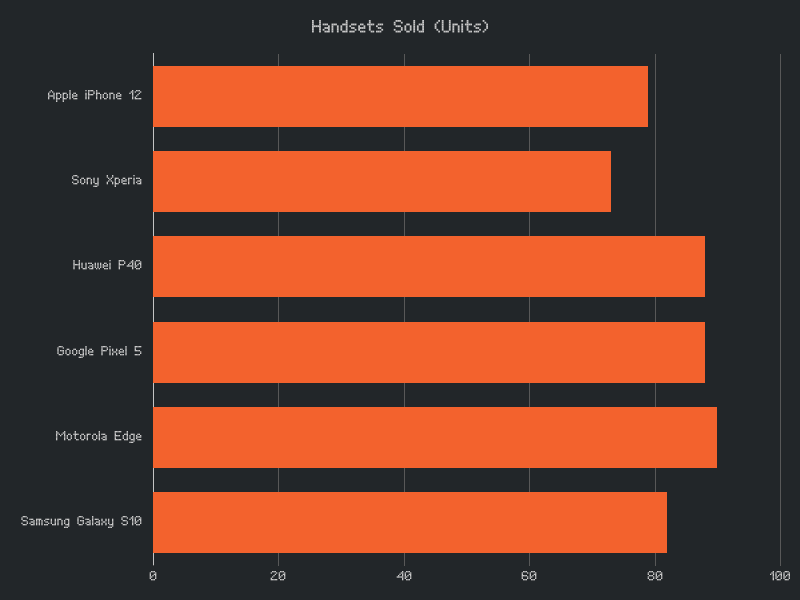 Handsets Sold (Units)
Apple iPhone 12
Sony Xperia
Huawei P40
Google Pixel 5
Motorola Edge
Samsung Galaxy S10
0 20 40 60 80 100